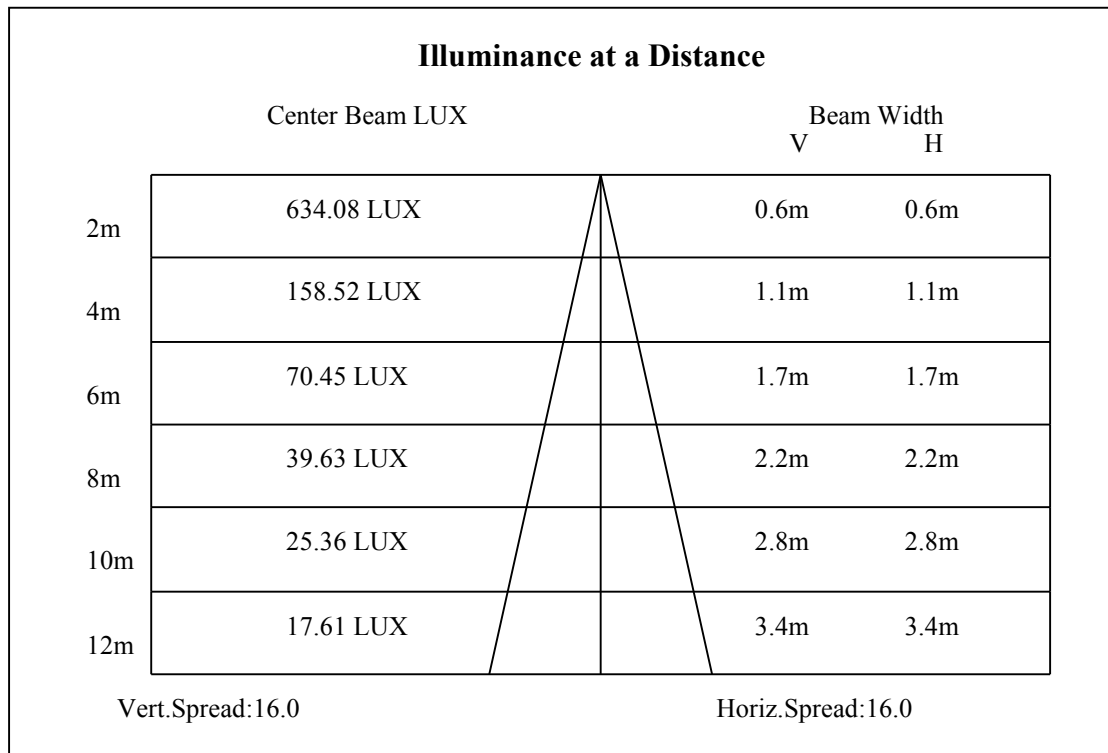 Illuminance at a Distance
Center Beam LUX Beam Width
V H
2m 634.08 LUX 0.6m 0.6m
4m 158.52 LUX 1.1m 1.1m
6m 70.45 LUX 1.7m 1.7m
8m 39.63 LUX 2.2m 2.2m
10m 25.36 LUX 2.8m 2.8m
12m 17.61 LUX 3.4m 3.4m
Vert.Spread:16.0 Horiz.Spread:16.0